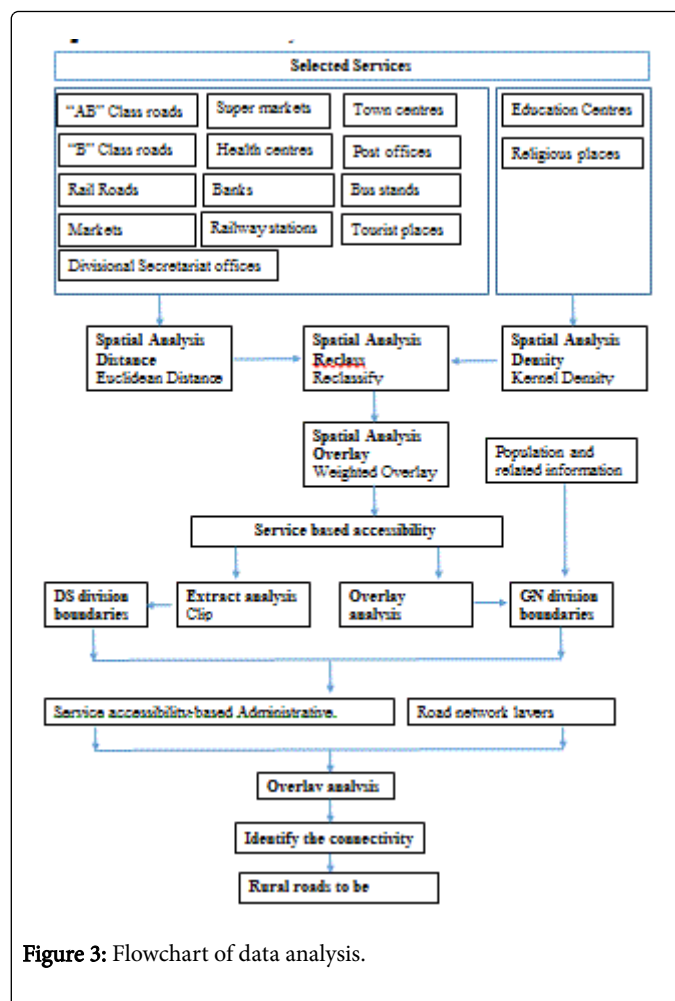 Selected Services
"AB" Class roads
Super markets
Town centres
Education Centres
"B" Class roads
Health centres
Post offices
Religious places
Rail Roads
Banks
Bus stands
Markets
Railway stations
Tourist places
Divisional Secretariat offices
Spatial Analysis
Distance
Euclidean Distance
Spatial Analysis
Reclass
Reclassify
Spatial Analysis
Density
Kernel Density
Spatial Analysis
Overlay
Weighted Overlay
Population and
related information
Service based accessibility
DS division
boundaries
Extract analysis
Clip
Overlay
analysis
GN division
boundaries
Service accessibility-based Administrative.
Road network layers
Overlay analysis
Identify the connectivity
Rural roads to be
Figure 3: Flowchart of data analysis.